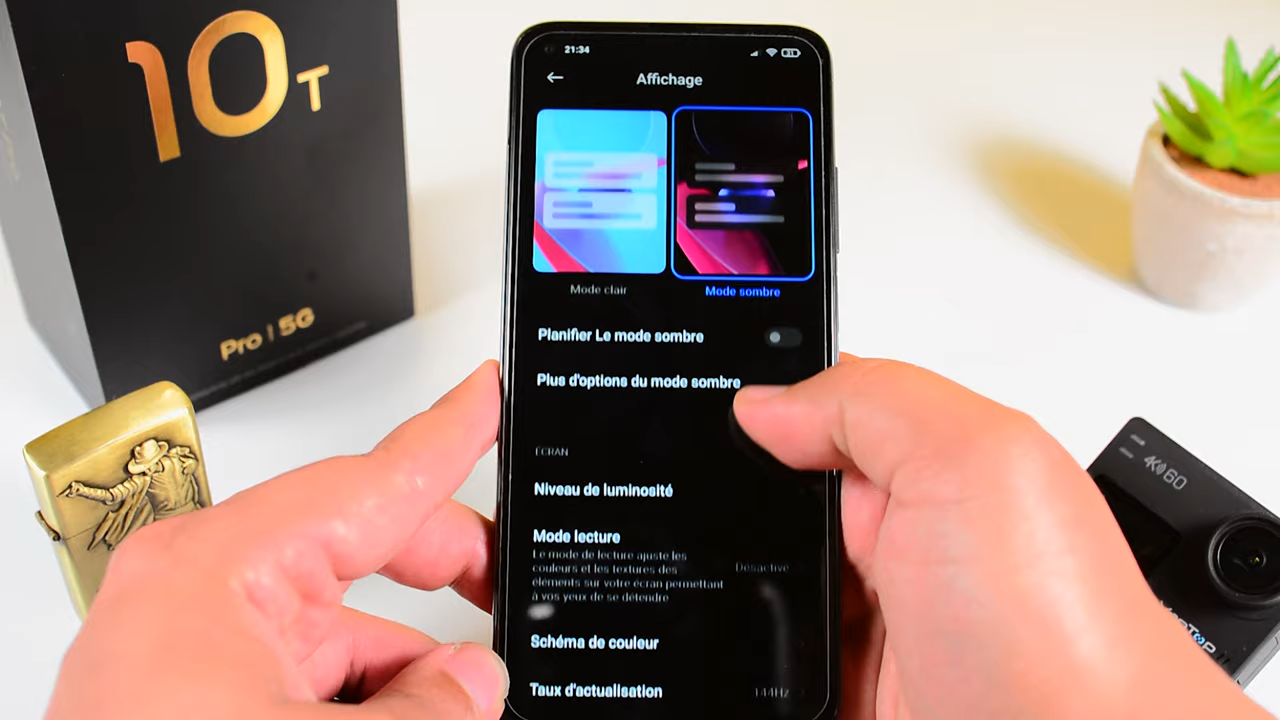 10T
Pro | 5G
21:34
Affichage
Mode clair
Mode sombre
Planifier Le mode sombre
Plus d'options du mode sombre
ÉCRAN
Niveau de luminosité
Mode lecture
Le mode de lecture ajuste les
couleurs et les textures des
éléments sur votre écran permettant
à vos yeux de se détendre
Désactivé
Schéma de couleur
Taux d'actualisation
144Hz
4K 60